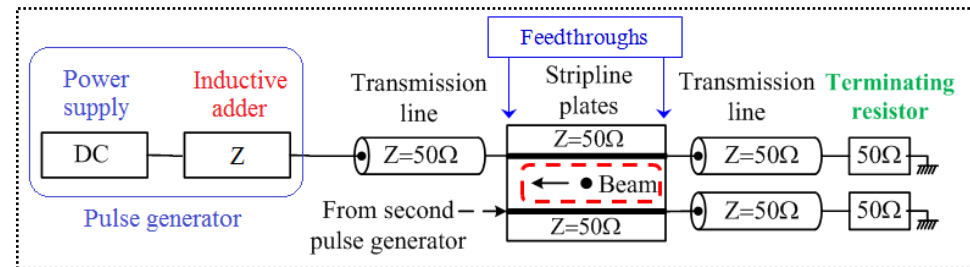 Feedthroughs
Power
supply
Inductive
adder
Transmission
line
Stripline
plates
Transmission
line
Terminating
resistor
DC
Z
Z=50Ω
Z=50Ω
Z=50Ω
50Ω
Beam
Pulse generator
From second
pulse generator
Z=50Ω
Z=50Ω
50Ω